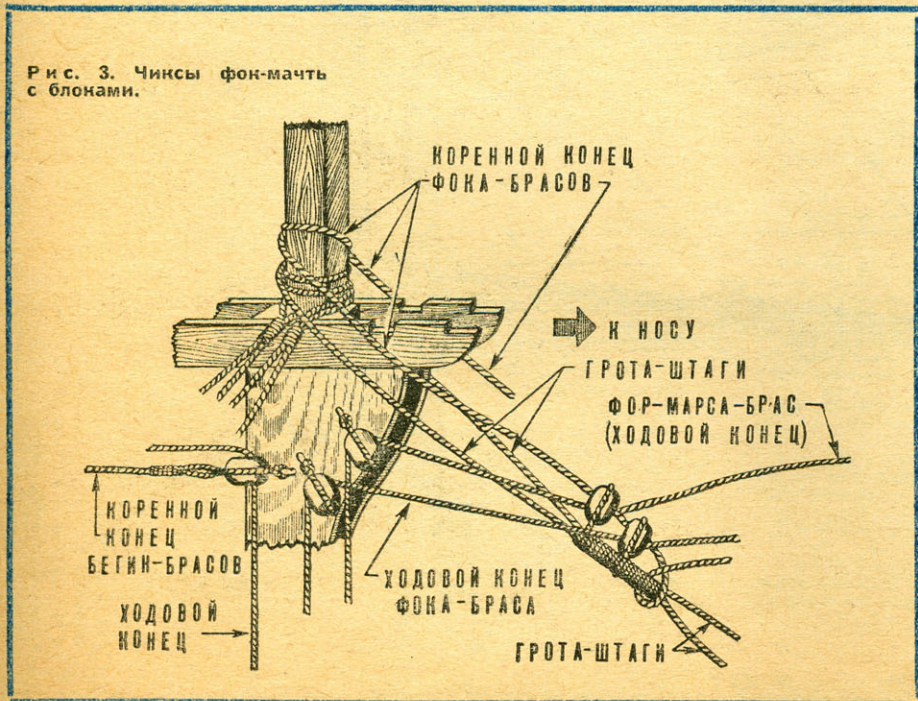 Рис. 3. Чиксы фок-мачть
с блоками.
КОРЕННОЙ КОНЕЦ
ФОКА-БРАСОВ
К НОСУ
ГРОТА-ШТАГИ
ФОР-МАРСА-БРАС
(ХОДОВОЙ КОНЕЦ)
КОРЕННОЙ
КОНЕЦ
БЕГИН-БРАСОВ
ХОДОВОЙ КОНЕЦ
ФОКА-БРАСА
ХОДОВОЙ
КОНЕЦ
ГРОТА-ШТАГИ